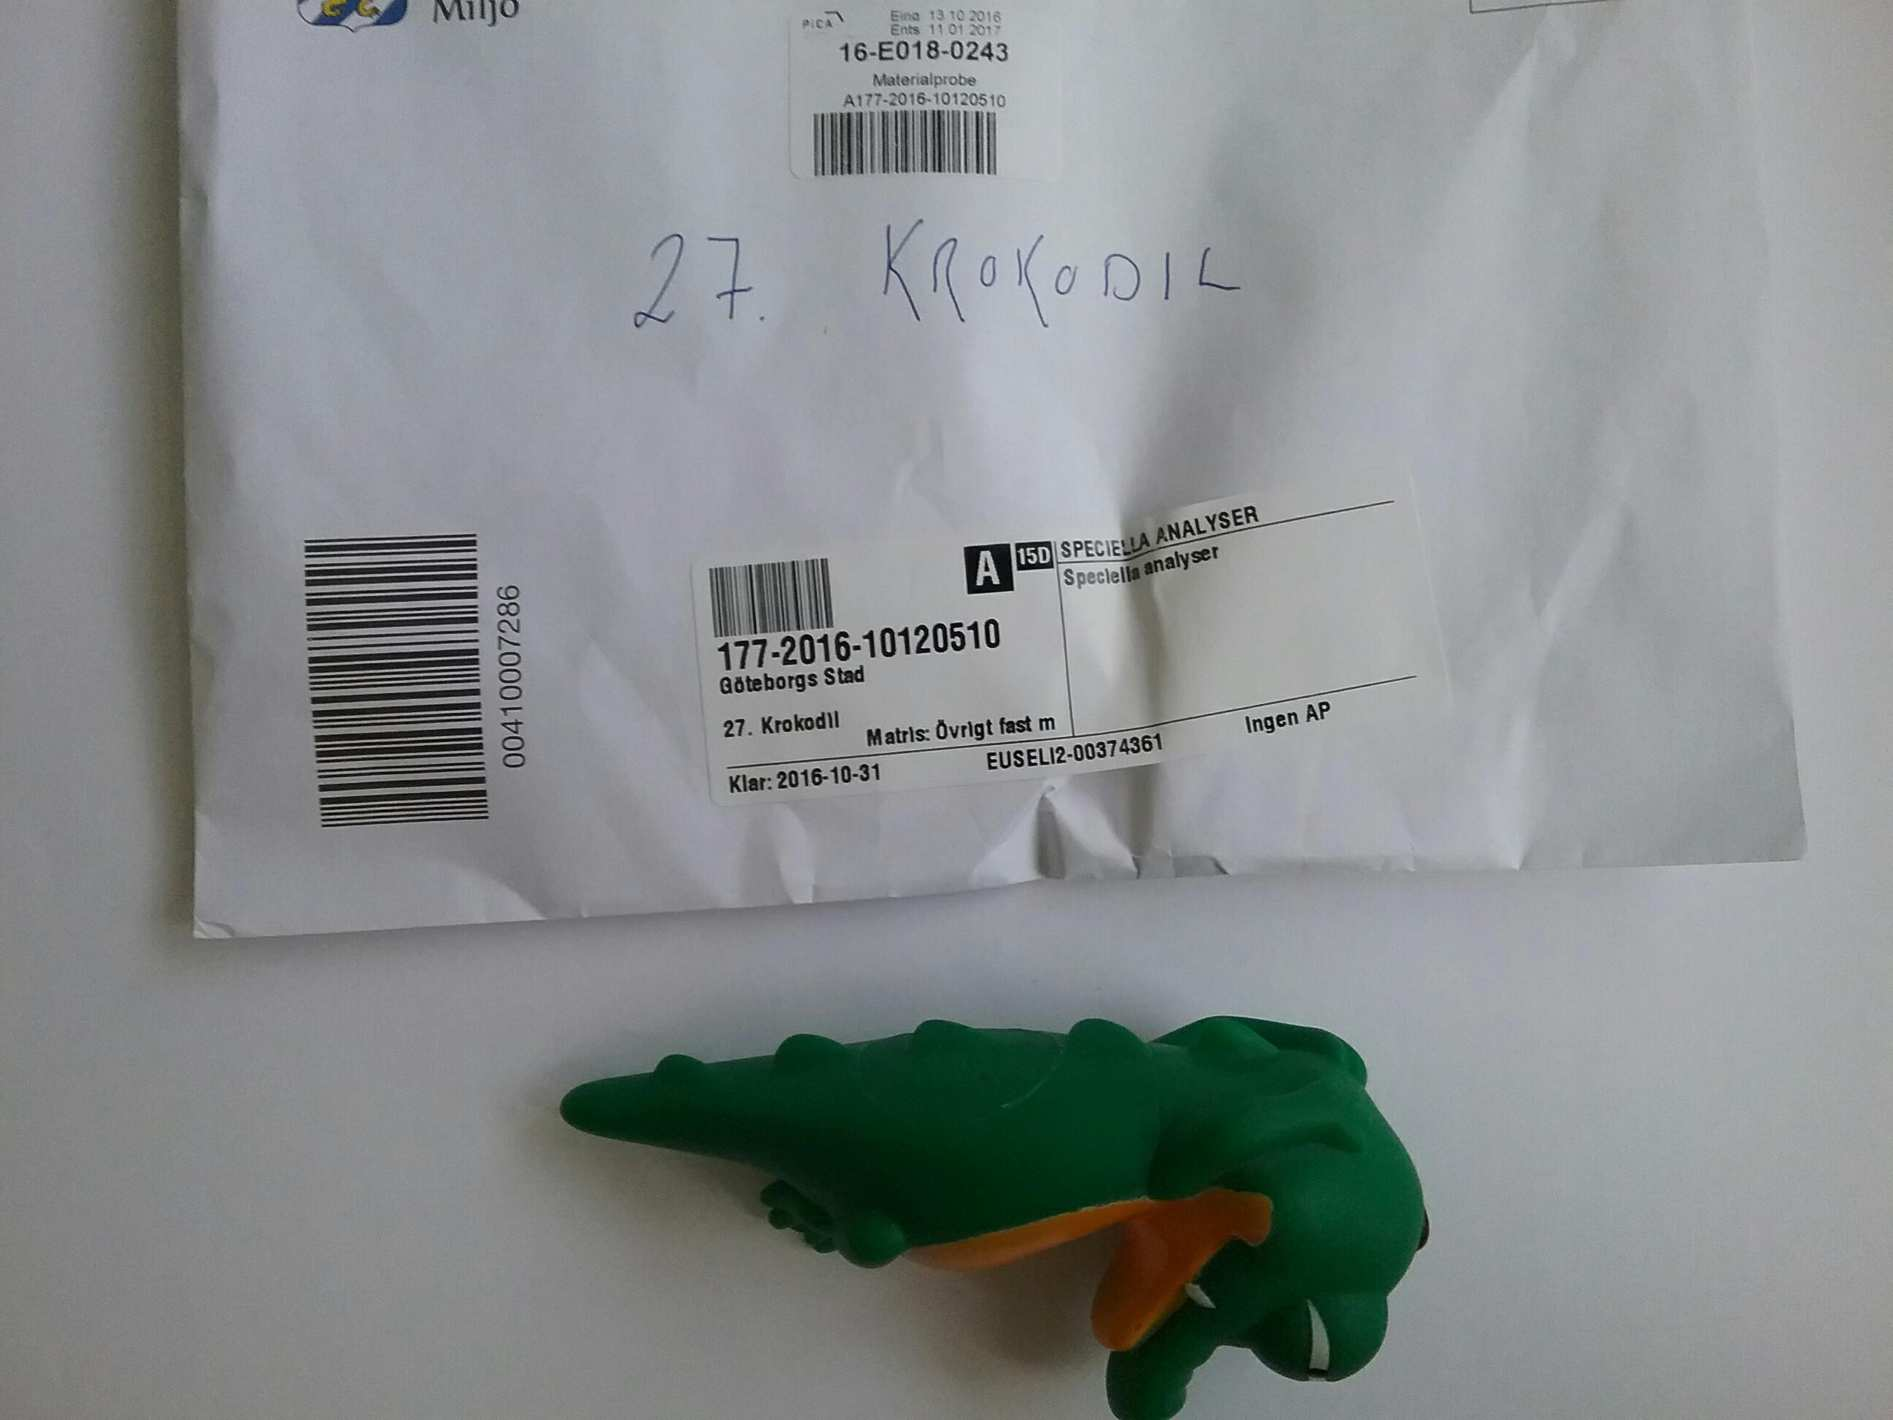 Miljö
PiCA
Eing 13.10.2016
Ents 11.01.2017
16-E018-0243
Materialprobe
A177-2016-10120510
27. KROKODIL
00410007286
A 15D SPECIELLA ANALYSER
Speciella analyser
177-2016-10120510
Göteborgs Stad
27. Krokodil Matris: Övrigt fast m
Klar: 2016-10-31 EUSELI2-00374361 Ingen AP